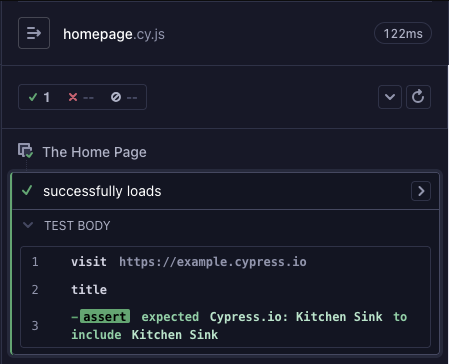 homepage.cy.js 122ms
1 -- --
The Home Page
successfully loads
TEST BODY
1 visit https://example.cypress.io
2 title
3 -assert expected Cypress.io: Kitchen Sink to
include Kitchen Sink